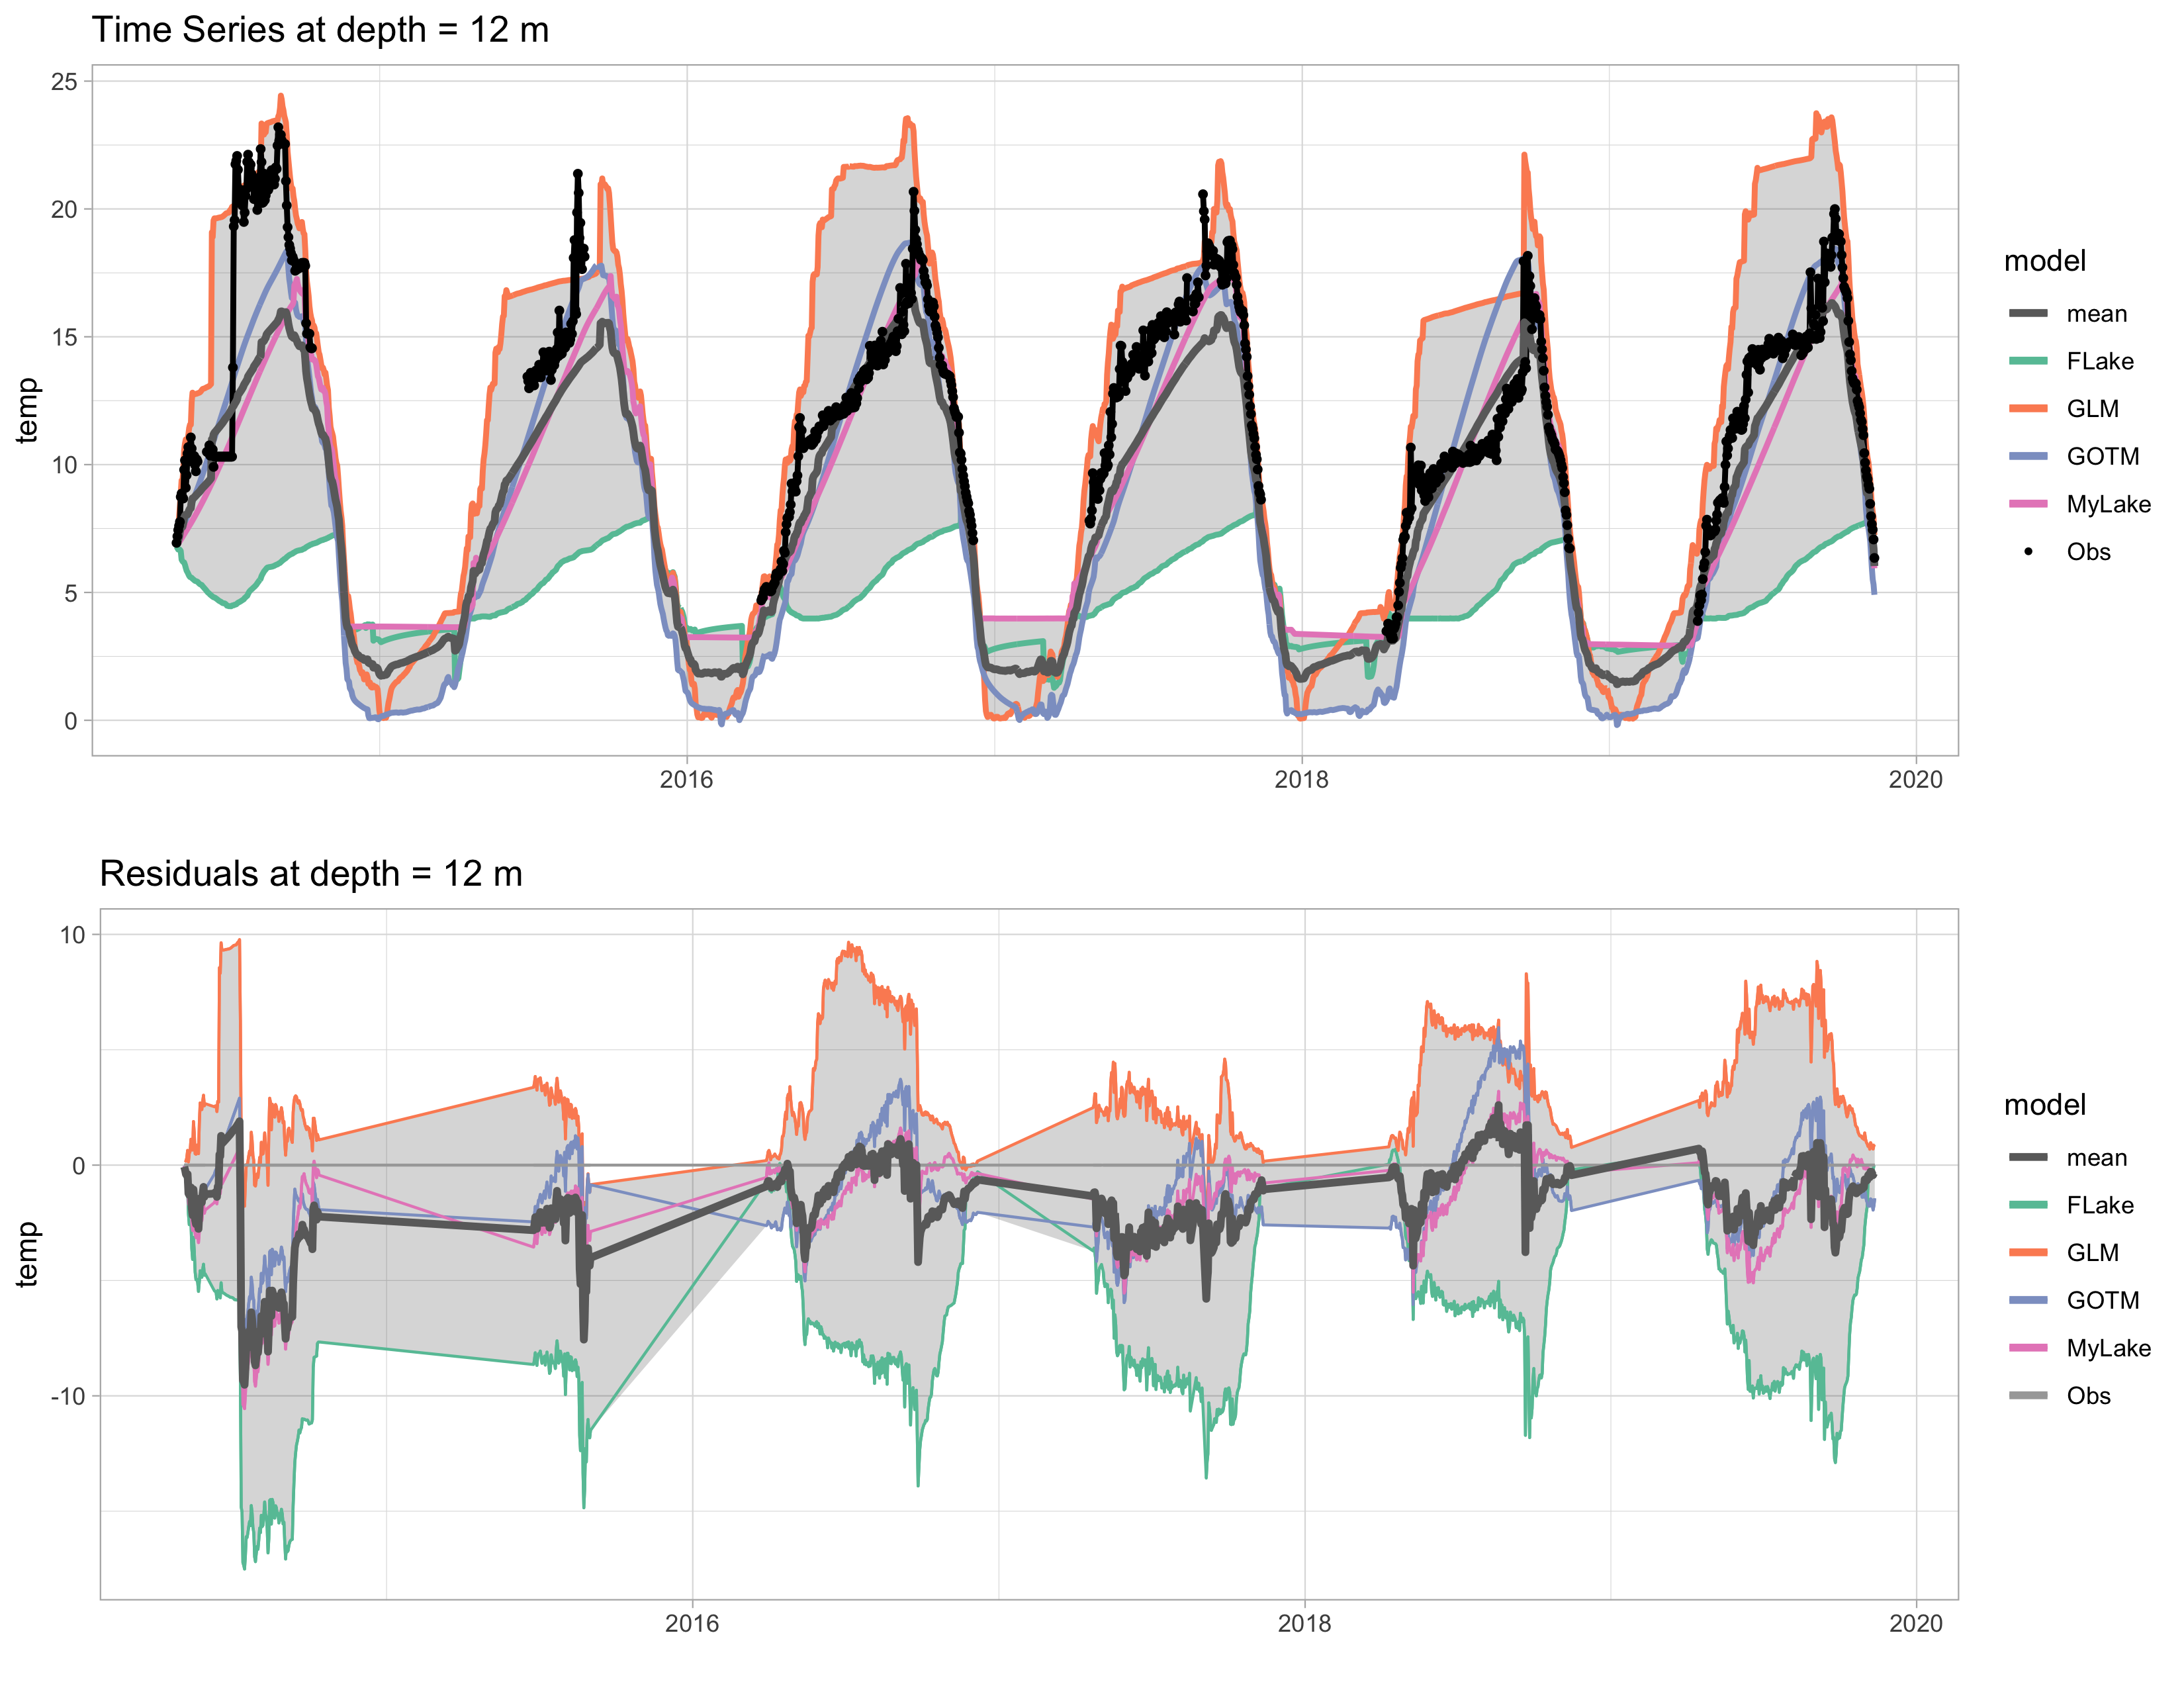 Time Series at depth = 12 m
25
20
15
10
5
0
temp
2016
2018
2020
model
mean
FLake
GLM
GOTM
MyLake
Obs
Residuals at depth = 12 m
10
0
-10
temp
2016
2018
2020
model
mean
FLake
GLM
GOTM
MyLake
Obs